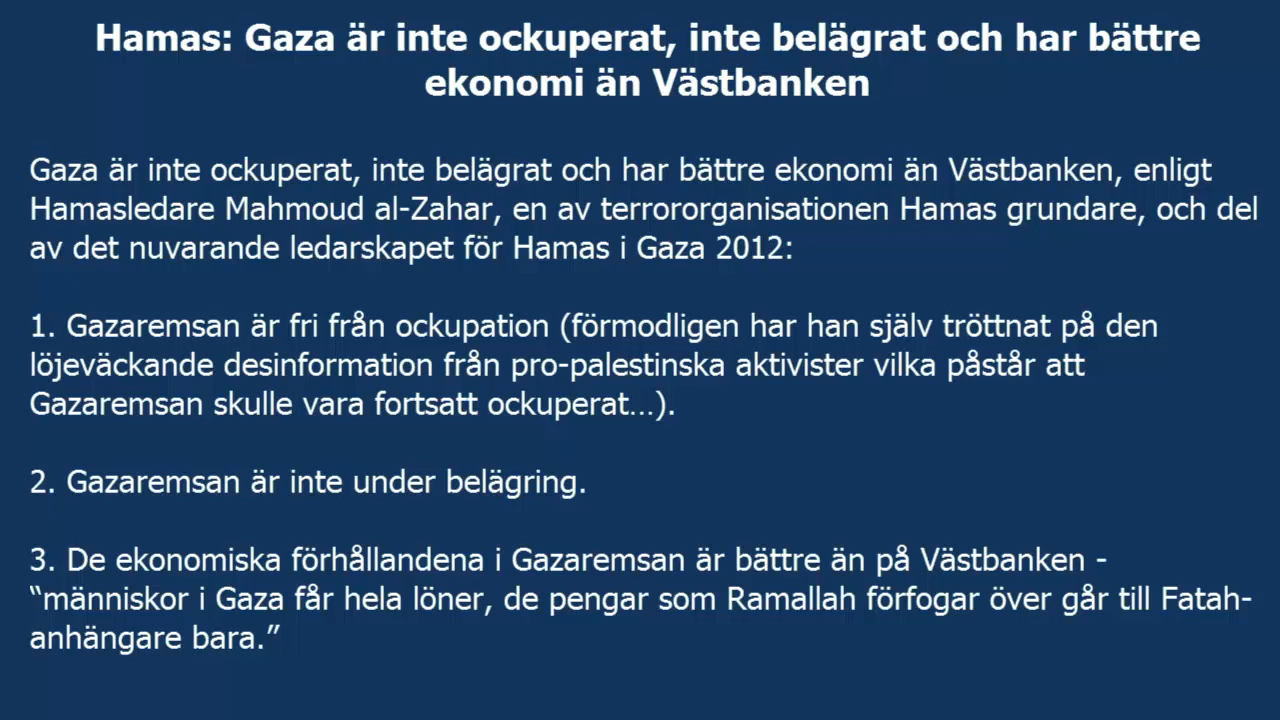 Hamas: Gaza är inte ockuperat, inte belägrat och har bättre
ekonomi än Västbanken
Gaza är inte ockuperat, inte belägrat och har bättre ekonomi än Västbanken, enligt
Hamasledare Mahmoud al-Zahar, en av terrororganisationen Hamas grundare, och del
av det nuvarande ledarskapet för Hamas i Gaza 2012:
1. Gazaremsan är fri från ockupation (förmodligen har han själv tröttnat på den
löjeväckande desinformation från pro-palestinska aktivister vilka påstår att
Gazaremsan skulle vara fortsatt ockuperat…).
2. Gazaremsan är inte under belägring.
3. De ekonomiska förhållandena i Gazaremsan är bättre än på Västbanken -
“människor i Gaza får hela löner, de pengar som Ramallah förfogar över går till Fatah-
anhängare bara.”